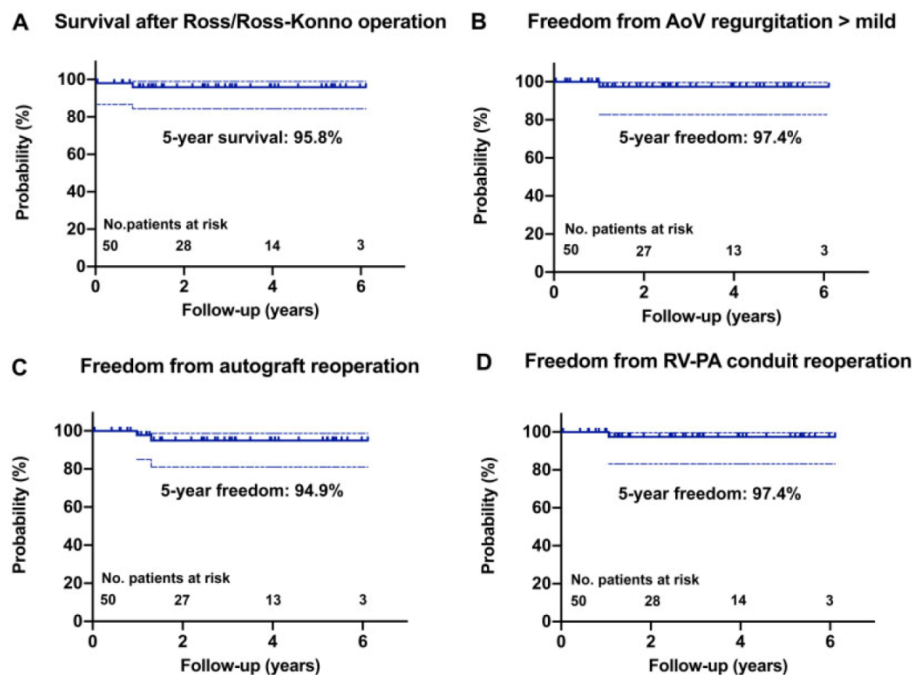 A Survival after Ross/Ross-Konno operation
Probability (%)
100
80
60
40
20
0
5-year survival: 95.8%
No.patients at risk
50 28 14 3
0 2 4 6
Follow-up (years)
B Freedom from AoV regurgitation > mild
Probability (%)
100
80
60
40
20
0
5-year freedom: 97.4%
No. patients at risk
50 27 13 3
0 2 4 6
Follow-up (years)
C Freedom from autograft reoperation
Probability (%)
100
80
60
40
20
0
5-year freedom: 94.9%
No. patients at risk
50 27 13 3
0 2 4 6
Follow-up (years)
D Freedom from RV-PA conduit reoperation
Probability (%)
100
80
60
40
20
0
5-year freedom: 97.4%
No. patients at risk
50 28 14 3
0 2 4 6
Follow-up (years)